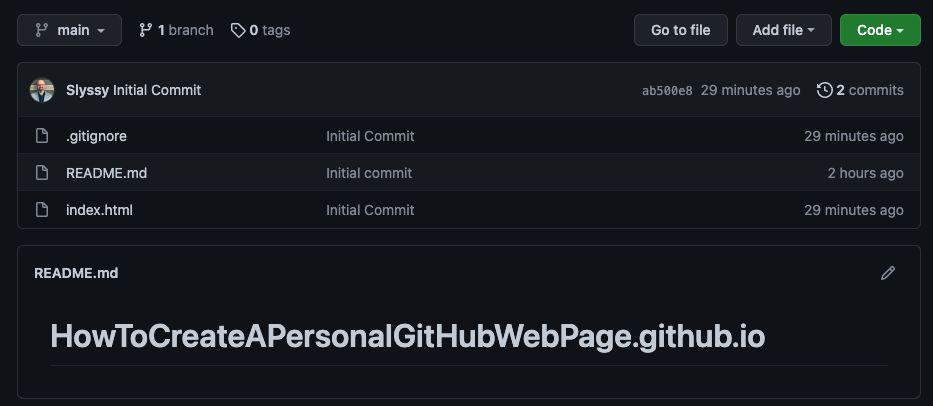 main 1 branch 0 tags Go to file Add file Code
Slyssy Initial Commit ab500e8 29 minutes ago 2 commits
.gitignore Initial Commit 29 minutes ago
README.md Initial commit 2 hours ago
index.html Initial Commit 29 minutes ago
README.md
HowToCreateAPersonalGitHubWebPage.github.io